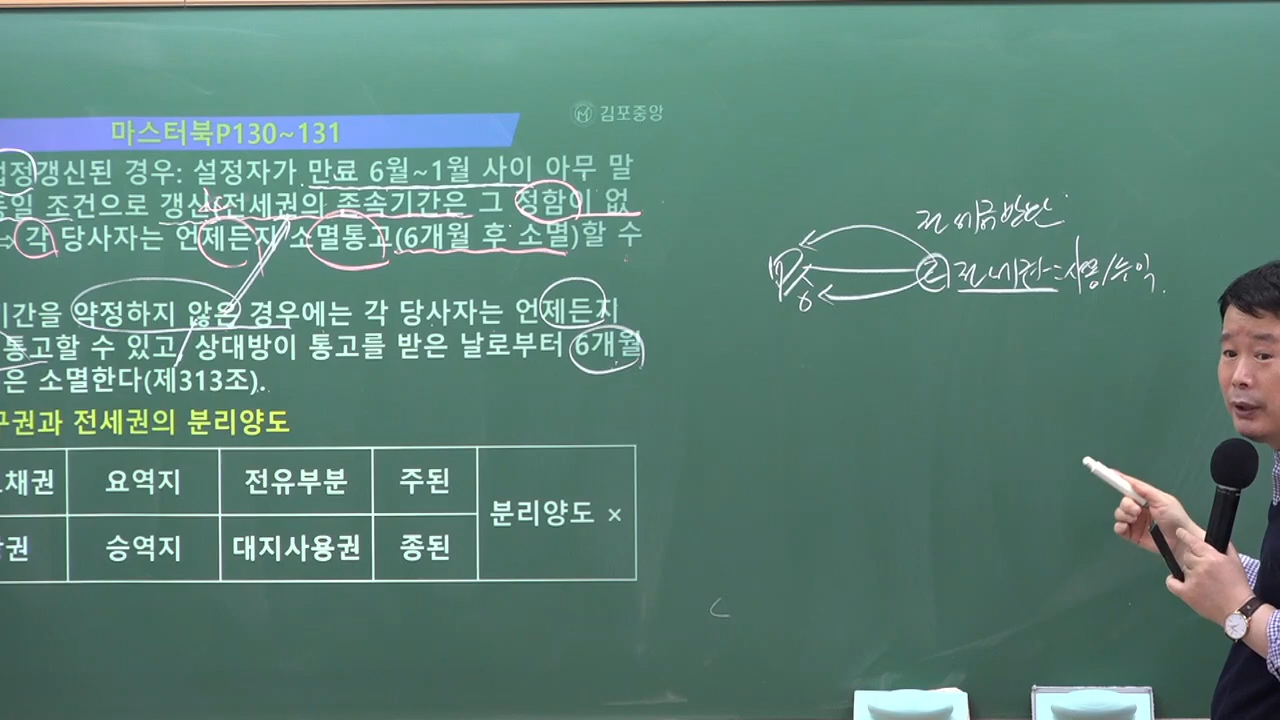 김포중앙
마스터북P130~131
법정갱신된 경우: 설정자가 만료 6월~1월 사이 아무 말
동일 조건으로 갱신 전세권의 존속기간은 그 정함이 없
⇒각 당사자는 언제든지 소멸통고(6개월 후 소멸)할 수
기간을 약정하지 않은 경우에는 각 당사자는 언제든지
통고할 수 있고, 상대방이 통고를 받은 날로부터 6개월
은 소멸한다(제313조).
구권과 전세권의 분리양도
채권 요역지 전유부분 주된 분리양도 ×
권 승역지 대지사용권 종된
甲
乙 전세권=사용/수익